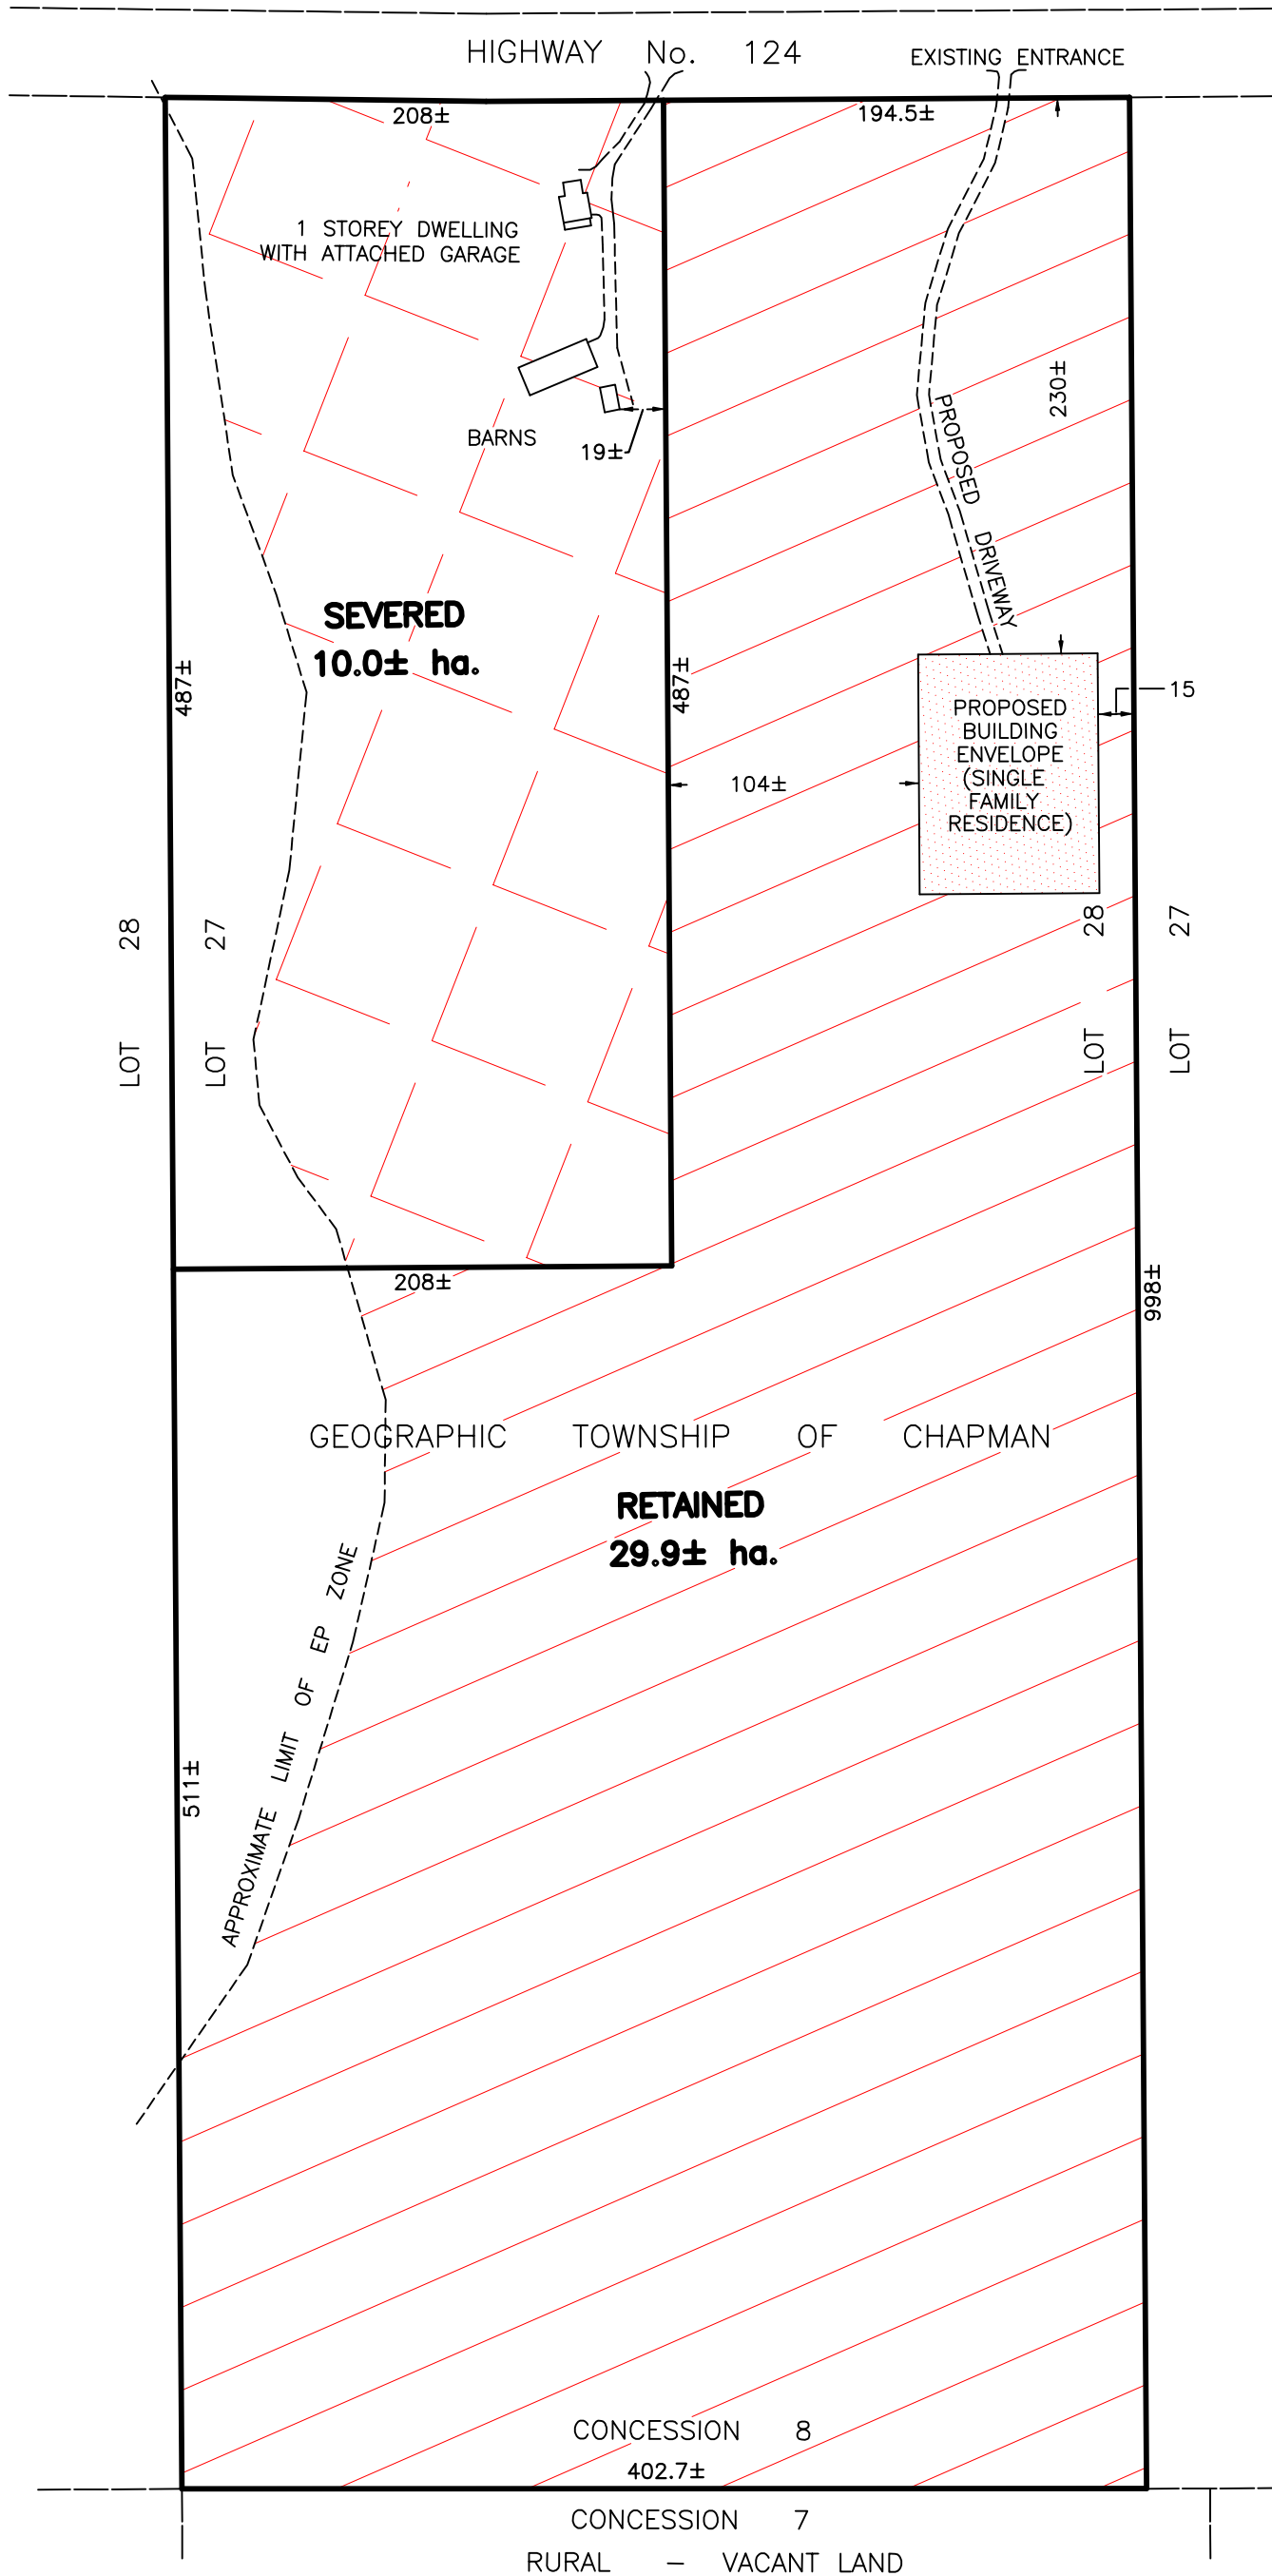 HIGHWAY No. 124
EXISTING ENTRANCE
208±
194.5±
1 STOREY DWELLING
WITH ATTACHED GARAGE
230±
BARNS
19±
PROPOSED DRIVEWAY
SEVERED
10.0± ha.
487±
487±
15
PROPOSED
BUILDING
ENVELOPE
(SINGLE
FAMILY
RESIDENCE)
104±
LOT 28
LOT 27
LOT 28
LOT 27
208±
998±
GEOGRAPHIC TOWNSHIP OF CHAPMAN
RETAINED
29.9± ha.
APPROXIMATE LIMIT OF EP ZONE
511±
CONCESSION 8
402.7±
CONCESSION 7
RURAL - VACANT LAND